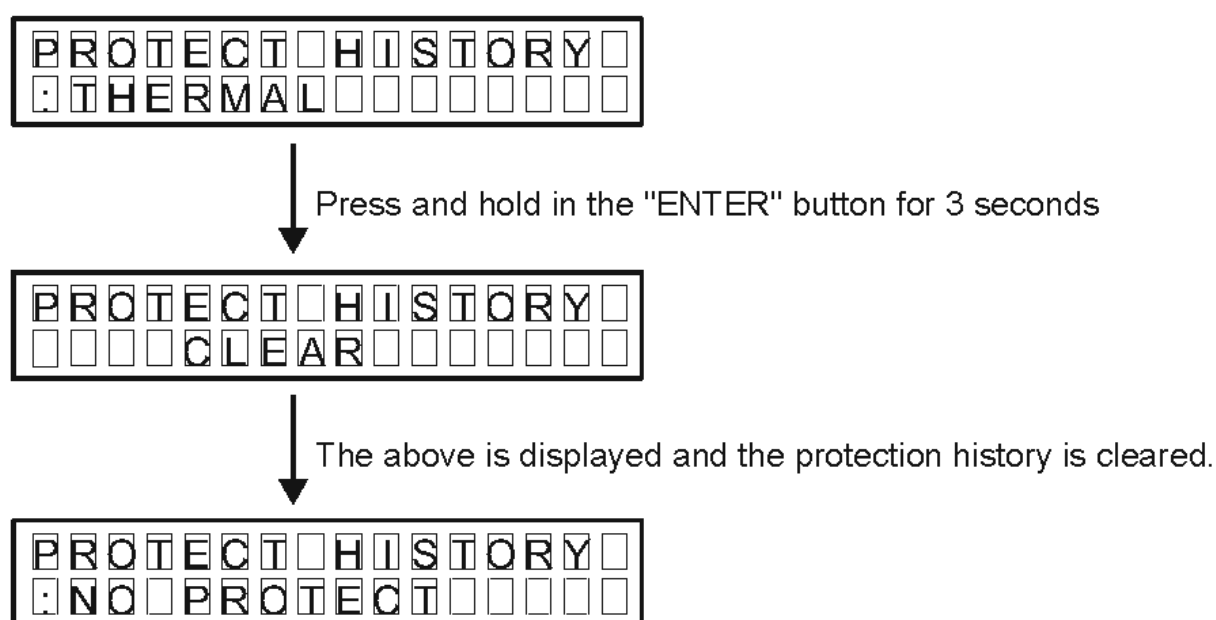 PROTECT HISTORY
:THERMAL
Press and hold in the "ENTER" button for 3 seconds
PROTECT HISTORY
CLEAR
The above is displayed and the protection history is cleared.
PROTECT HISTORY
:NO PROTECT